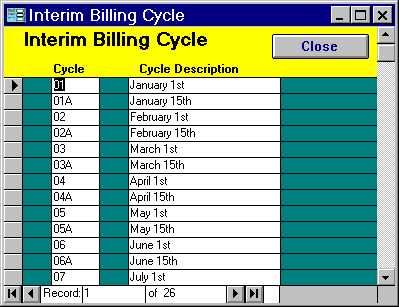 Interim Billing Cycle
Interim Billing Cycle
Close
Cycle Cycle Description
01 January 1st
01A January 15th
02 February 1st
02A February 15th
03 March 1st
03A March 15th
04 April 1st
04A April 15th
05 May 1st
05A May 15th
06 June 1st
06A June 15th
07 July 1st
Record: 1 of 26